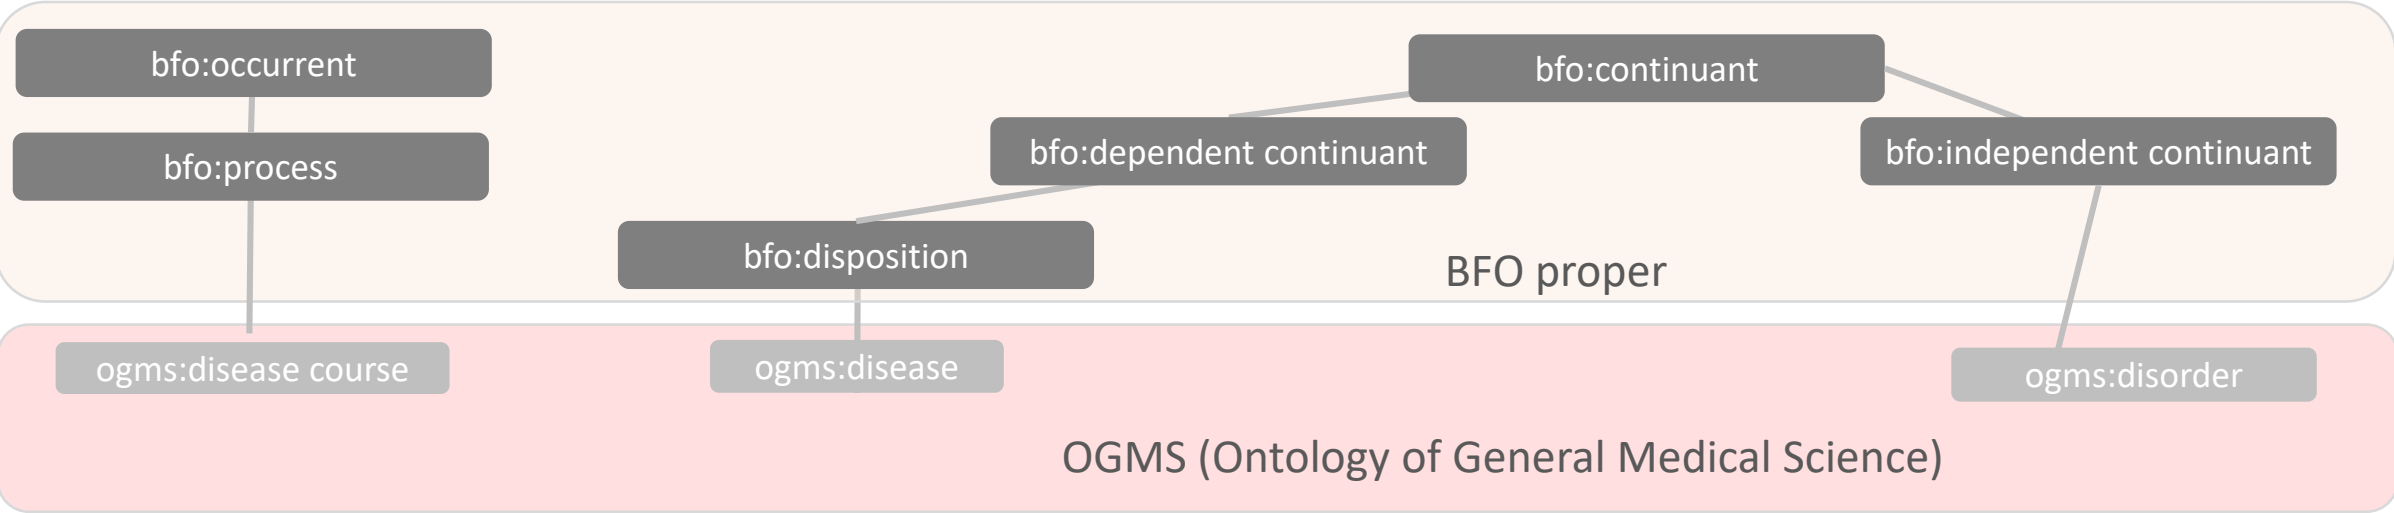 bfo:occurrent
bfo:continuant
bfo:process
bfo:dependent continuant
bfo:independent continuant
bfo:disposition
BFO proper
ogms:disease course
ogms:disease
ogms:disorder
OGMS (Ontology of General Medical Science)